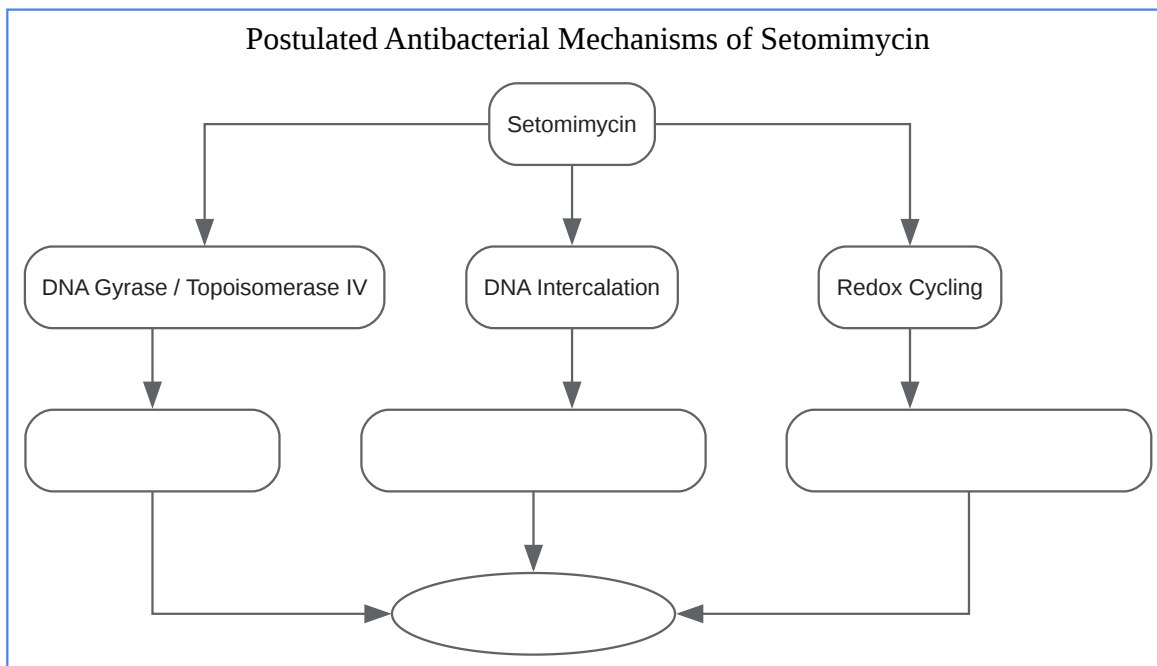 Postulated Antibacterial Mechanisms of Setomimycin
Setomimycin
DNA Gyrase / Topoisomerase IV
DNA Intercalation
Redox Cycling